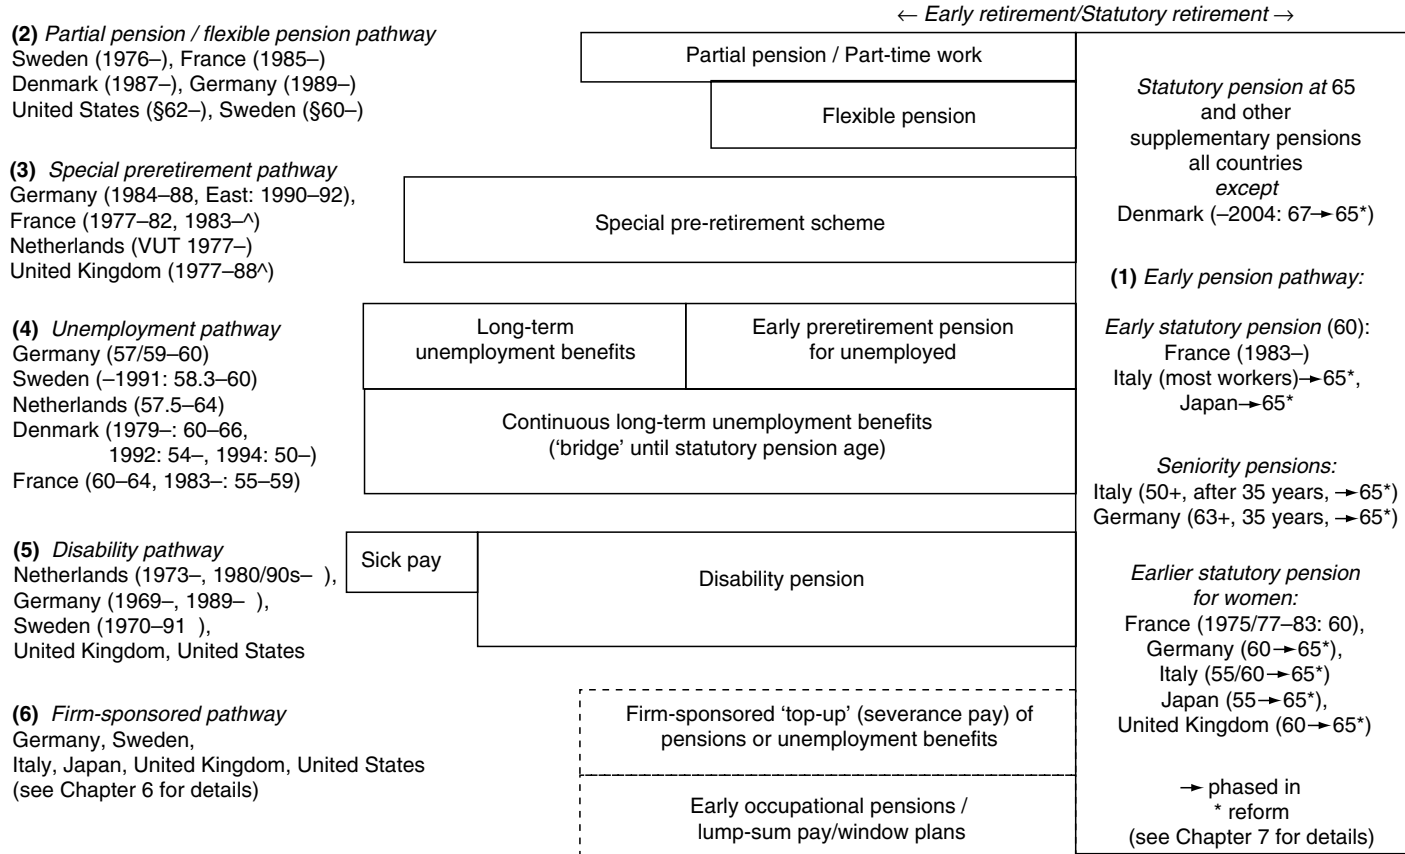 ← Early retirement/Statutory retirement →
(2) Partial pension / flexible pension pathway
Sweden (1976–), France (1985–)
Denmark (1987–), Germany (1989–)
United States (§62–), Sweden (§60–)
Partial pension / Part-time work
Flexible pension
(3) Special preretirement pathway
Germany (1984–88, East: 1990–92),
France (1977–82, 1983–^)
Netherlands (VUT 1977–)
United Kingdom (1977–88^)
Special pre-retirement scheme
(4) Unemployment pathway
Germany (57/59–60)
Sweden (–1991: 58.3–60)
Netherlands (57.5–64)
Denmark (1979–: 60–66,
1992: 54–, 1994: 50–)
France (60–64, 1983–: 55–59)
Long-term
unemployment benefits
Early preretirement pension
for unemployed
Continuous long-term unemployment benefits
(‘bridge’ until statutory pension age)
(5) Disability pathway
Netherlands (1973–, 1980/90s– ),
Germany (1969–, 1989– ),
Sweden (1970–91 ),
United Kingdom, United States
Sick pay
Disability pension
(6) Firm-sponsored pathway
Germany, Sweden,
Italy, Japan, United Kingdom, United States
(see Chapter 6 for details)
Firm-sponsored ‘top-up’ (severance pay) of
pensions or unemployment benefits
Early occupational pensions /
lump-sum pay/window plans
Statutory pension at 65
and other
supplementary pensions
all countries
except
Denmark (–2004: 67→65*)
(1) Early pension pathway:
Early statutory pension (60):
France (1983–)
Italy (most workers)→65*,
Japan→65*
Seniority pensions:
Italy (50+, after 35 years, →65*)
Germany (63+, 35 years, →65*)
Earlier statutory pension
for women:
France (1975/77–83: 60),
Germany (60→65*),
Italy (55/60→65*)
Japan (55→65*),
United Kingdom (60→65*)
→ phased in
* reform
(see Chapter 7 for details)